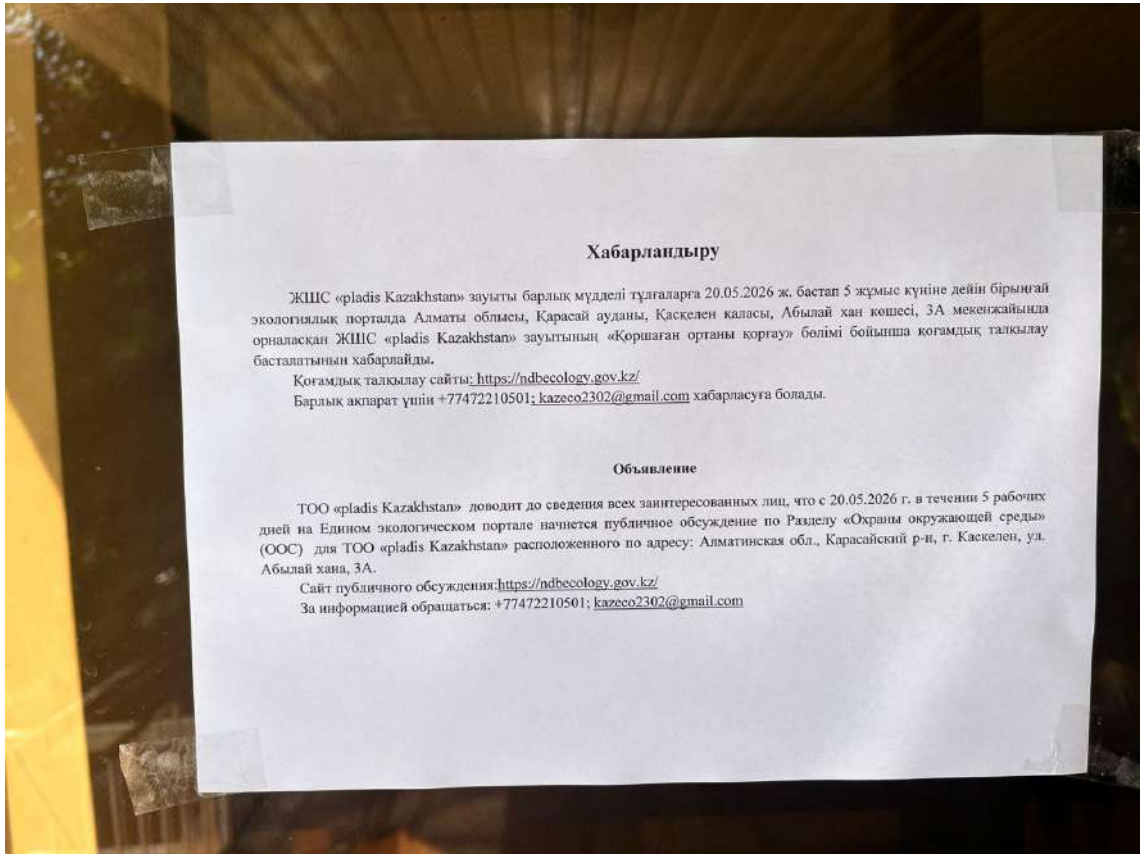 Хабарландыру
ЖШС «pladis Kazakhstan» зауыты барлық мүдделі тұлғаларға 20.05.2026 ж. бастап 5 жұмыс күніне дейін бірыңғай
экологиялық порталда Алматы облысы, Қарасай ауданы, Қаскелен қаласы, Абылай хан көшесі, 3А мекенжайында
орналасқан ЖШС «pladis Kazakhstan» зауытының «Қоршаған ортаны қорғау» бөлімі бойынша қоғамдық талқылау
басталатынын хабарлайды.
Қоғамдық талқылау сайты: https://ndbecology.gov.kz/
Барлық ақпарат үшін +77472210501; kazeco2302@gmail.com хабарласуға болады.
Объявление
ТОО «pladis Kazakhstan» доводит до сведения всех заинтересованных лиц, что с 20.05.2026 г. в течении 5 рабочих
дней на Едином экологическом портале начнется публичное обсуждение по Разделу «Охраны окружающей среды»
(ООС) для ТОО «pladis Kazakhstan» расположенного по адресу: Алматинская обл., Карасайский р-н, г. Каскелен, ул.
Абылай хана, 3А.
Сайт публичного обсуждения:https://ndbecology.gov.kz/
За информацией обращаться: +77472210501; kazeco2302@gmail.com